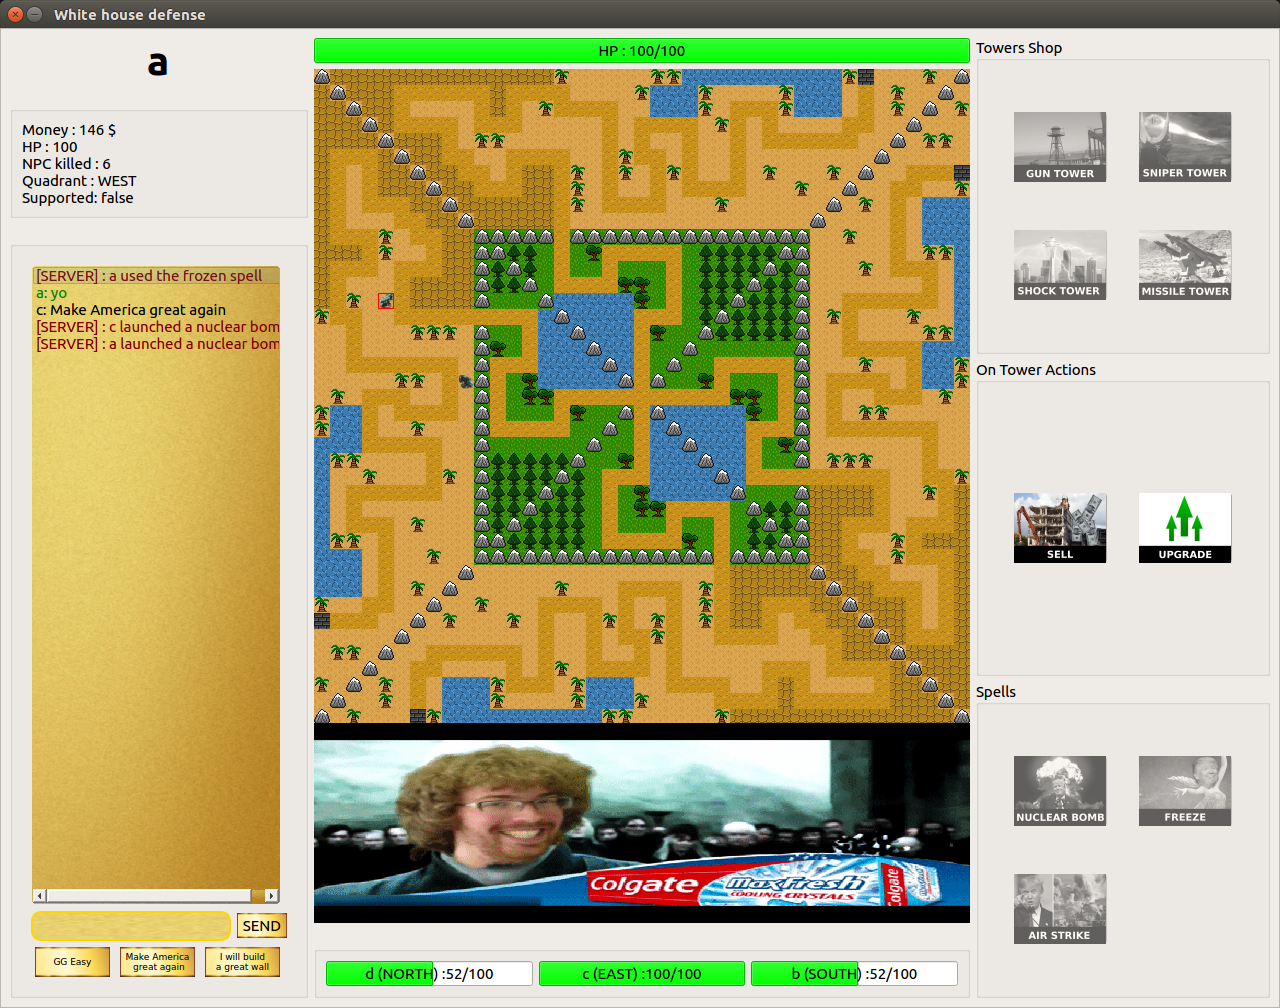 White house defense
a
Money : 146 $
HP : 100
NPC killed : 6
Quadrant : WEST
Supported: false
[SERVER] : a used the frozen spell
a: yo
c: Make America great again
[SERVER] : c launched a nuclear bom
[SERVER] : a launched a nuclear bom
SEND
GG Easy
Make America
great again
I will build
a great wall
HP : 100/100
Colgate
MaxFresh
COOLING CRYSTALS
Colgate
d (NORTH) :52/100
c (EAST) :100/100
b (SOUTH) :52/100
Towers Shop
GUN TOWER
SNIPER TOWER
SHOCK TOWER
MISSILE TOWER
On Tower Actions
SELL
UPGRADE
Spells
NUCLEAR BOMB
FREEZE
AIR STRIKE